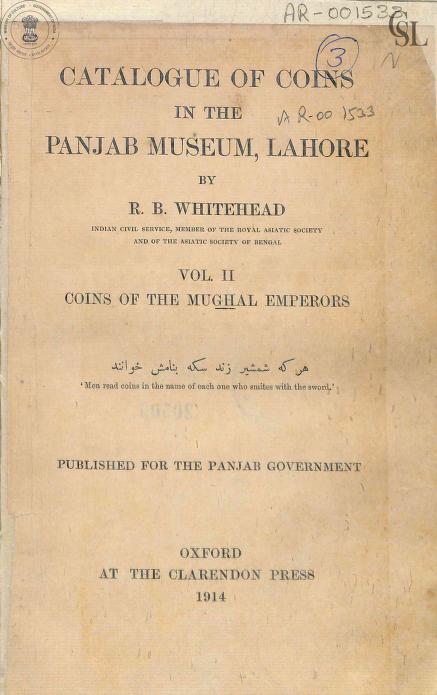 AR-001533
CSL
3
CATALOGUE OF COINS
IN THE
AR-00 1533
PANJAB MUSEUM, LAHORE
BY
R. B. WHITEHEAD
INDIAN CIVIL SERVICE, MEMBER OF THE ROYAL ASIATIC SOCIETY
AND OF THE ASIATIC SOCIETY OF BENGAL
VOL. II
COINS OF THE MUGHAL EMPERORS
هر که شمشیر زند سکه بنامش خوانند
‘Men read coins in the name of each one who smites with the sword.’
PUBLISHED FOR THE PANJAB GOVERNMENT
OXFORD
AT THE CLARENDON PRESS
1914